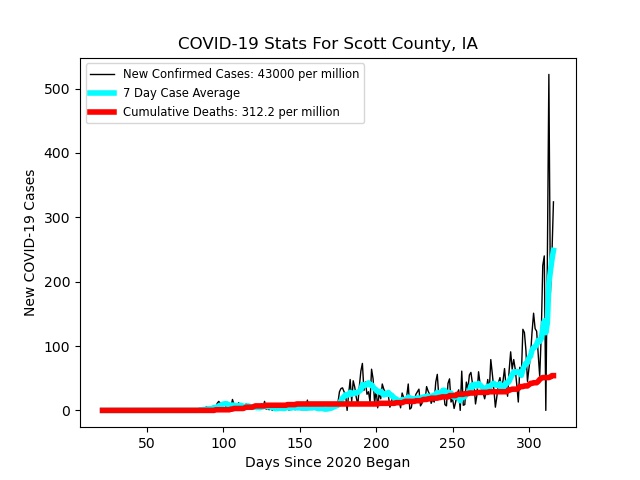 COVID-19 Stats For Scott County, IA
New Confirmed Cases: 43000 per million
7 Day Case Average
Cumulative Deaths: 312.2 per million
New COVID-19 Cases
500
400
300
200
100
0
50 100 150 200 250 300
Days Since 2020 Began